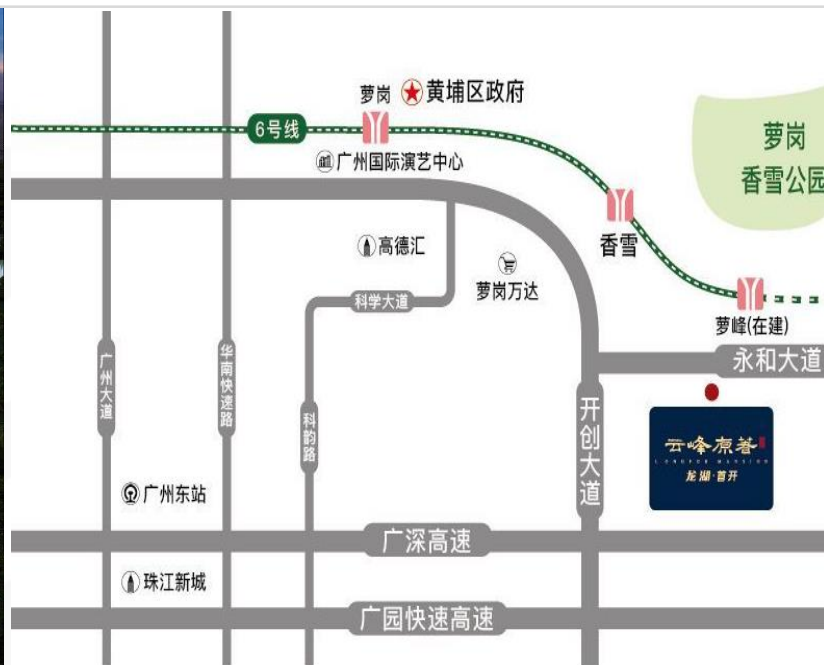 萝岗
黄埔区政府
6号线
广州国际演艺中心
萝岗
香雪公园
高德汇
香雪
萝岗万达
科学大道
萝峰(在建)
永和大道
广州大道
华南快速路
科韵路
开创大道
云峰原著
LONGFOR MANSION
龙湖·首开
广州东站
广深高速
珠江新城
广园快速高速